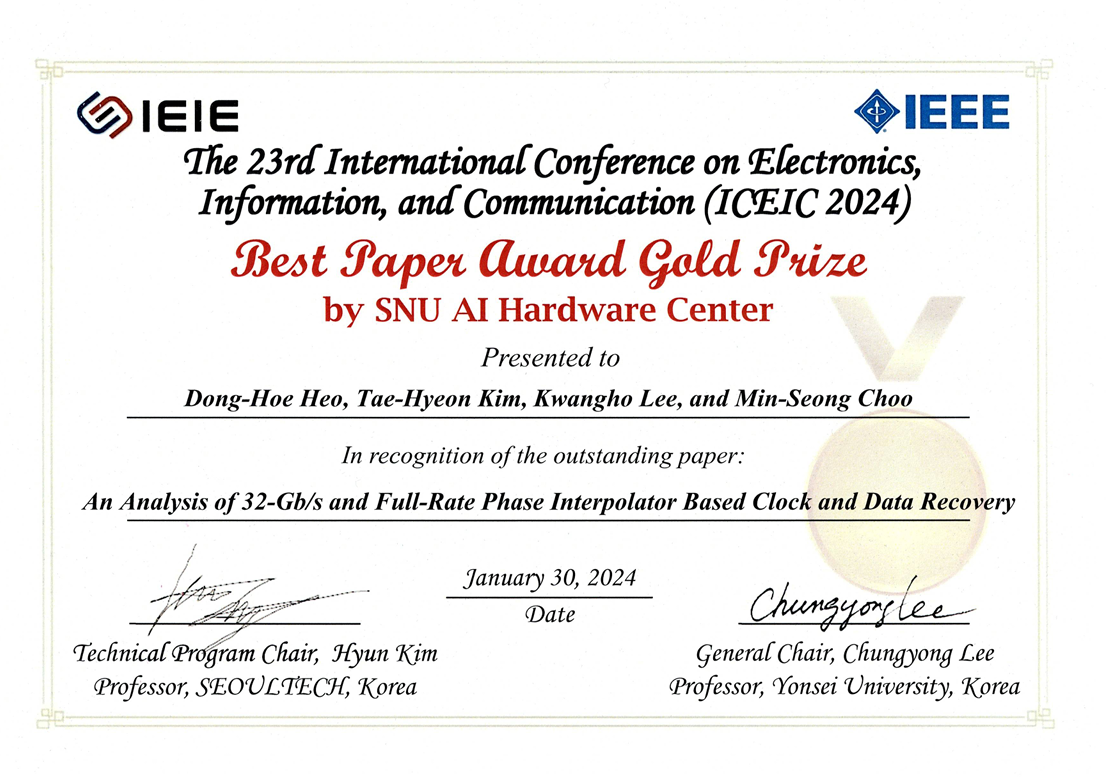 IEIE
IEEE
The 23rd International Conference on Electronics,
Information, and Communication (ICEIC 2024)
Best Paper Award Gold Prize
by SNU AI Hardware Center
Presented to
Dong-Hoe Heo, Tae-Hyeon Kim, Kwangho Lee, and Min-Seong Choo
In recognition of the outstanding paper:
An Analysis of 32-Gb/s and Full-Rate Phase Interpolator Based Clock and Data Recovery
January 30, 2024
Date
Chungyong Lee
Technical Program Chair, Hyun Kim
Professor, SEOULTECH, Korea
General Chair, Chungyong Lee
Professor, Yonsei University, Korea